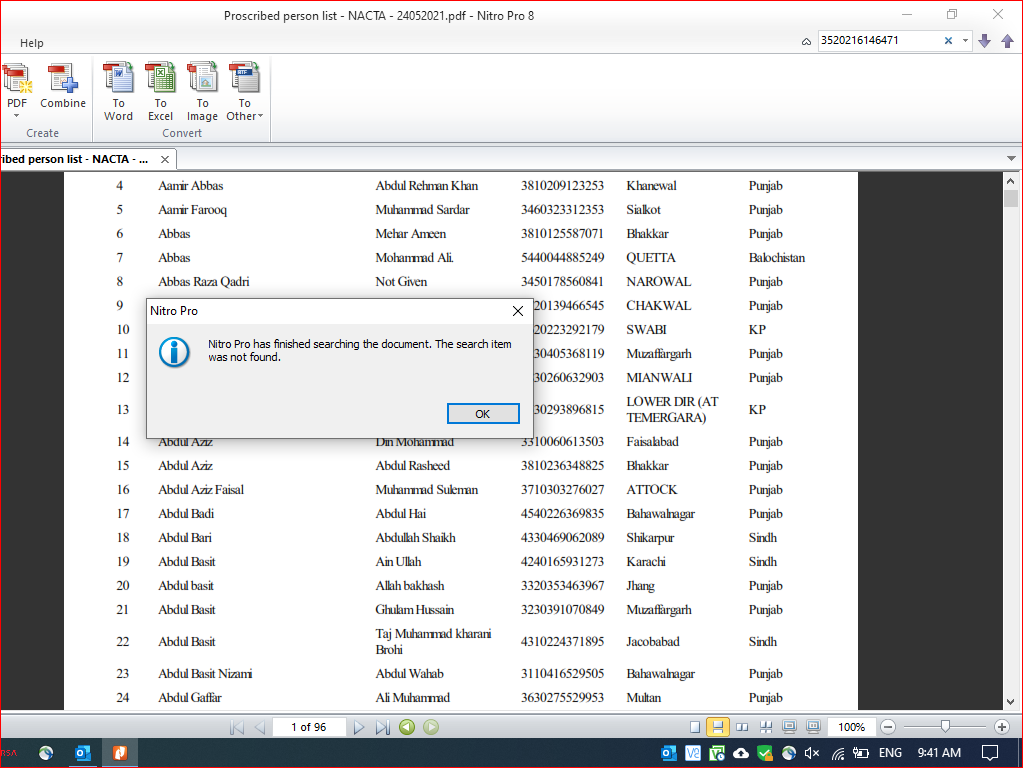 Proscribed person list - NACTA - 24052021.pdf - Nitro Pro 8
Help
3520216146471
PDF
Combine
To Word
To Excel
To Image
To Other
Create
Convert
ribed person list - NACTA - ...
4 Aamir Abbas Abdul Rehman Khan 3810209123253 Khanewal Punjab
5 Aamir Farooq Muhammad Sardar 3460323312353 Sialkot Punjab
6 Abbas Mehar Ameen 3810125587071 Bhakkar Punjab
7 Abbas Mohammad Ali. 5440044885249 QUETTA Balochistan
8 Abbas Raza Qadri Not Given 3450178560841 NAROWAL Punjab
9 20139466545 CHAKWAL Punjab
10 20223292179 SWABI KP
11 30405368119 Muzaffargarh Punjab
12 30260632903 MIANWALI Punjab
13 30293896815 LOWER DIR (AT TEMERGARA) KP
Nitro Pro
Nitro Pro has finished searching the document. The search item
was not found.
OK
14 Abdul Aziz Din Mohammad 3310060613503 Faisalabad Punjab
15 Abdul Aziz Abdul Rasheed 3810236348825 Bhakkar Punjab
16 Abdul Aziz Faisal Muhammad Suleman 3710303276027 ATTOCK Punjab
17 Abdul Badi Abdul Hai 4540226369835 Bahawalnagar Punjab
18 Abdul Bari Abdullah Shaikh 4330469062089 Shikarpur Sindh
19 Abdul Basit Ain Ullah 4240165931273 Karachi Sindh
20 Abdul basit Allah bakhash 3320353463967 Jhang Punjab
21 Abdul Basit Ghulam Hussain 3230391070849 Muzaffargarh Punjab
22 Abdul Basit Taj Muhammad kharani Brohi 4310224371895 Jacobabad Sindh
23 Abdul Basit Nizami Abdul Wahab 3110416529505 Bahawalnagar Punjab
24 Abdul Gaffar Ali Muhammad 3630275529953 Multan Punjab
1 of 96
100%
RSA
ENG
9:41 AM